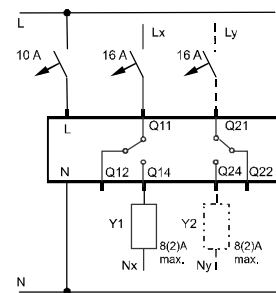 L
Lx
Ly
10 A
16 A
16 A
L
Q11
Q21
N
Q12
Q14
Q24
Q22
Y1
Y2
8(2)A
max.
8(2)A
max.
Nx
Ny
N